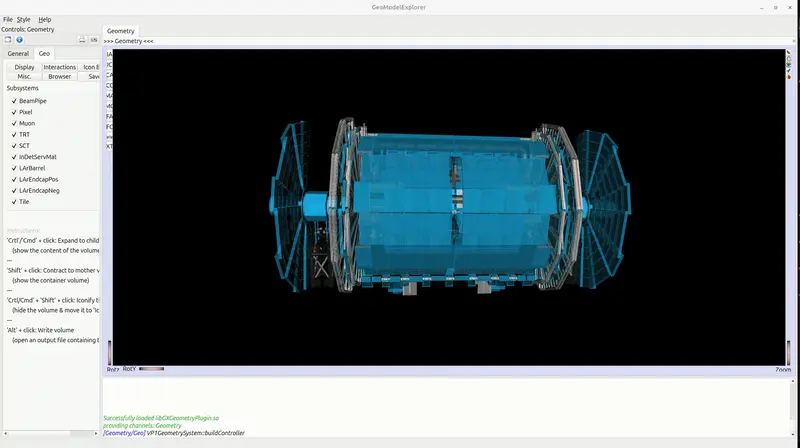 GeoModelExplorer
File Style Help
Controls: Geometry
General Geo
Display Interactions Icon B
Misc. Browser Sav
Subsystems
BeamPipe
Pixel
Muon
TRT
SCT
InDetServMat
LArBarrel
LArEndcapPos
LArEndcapNeg
Tile
Instructions
'Crtl'/'Cmd' + click: Expand to child
(show the content of the volume
---
'Shift' + click: Contract to mother v
(show the container volume)
---
'Crtl/Cmd' + 'Shift' + click: Iconify t
(hide the volume & move it to 'Ic
---
'Alt' + click: Write volume
(open an output file containing t
Geometry
>>> Geometry <<<
RotZ RotY
Zoom
Successfully loaded libGXGeometryPlugin.so
providing channels: Geometry
[Geometry/Geo] VP1GeometrySystem::buildController